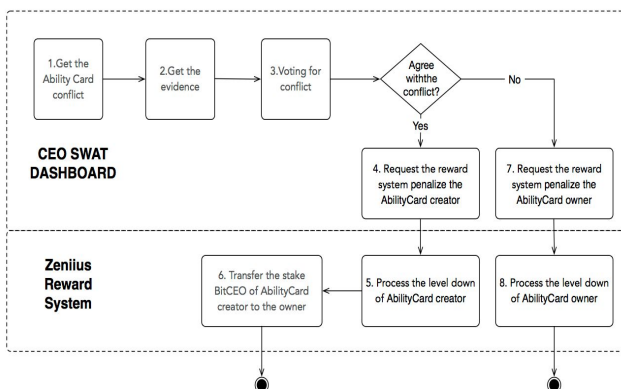 1.Get the
Ability Card
conflict
2.Get the
evidence
3.Voting for
conflict
Agree
withthe
conflict?
No
Yes
CEO SWAT
DASHBOARD
4. Request the reward
system penalize the
AbilityCard creator
7. Request the reward
system penalize the
AbilityCard owner
Zeniius
Reward
System
6. Transfer the stake
BitCEO of AbilityCard
creator to the owner
5. Process the level down
of AbilityCard creator
8. Process the level down
of AbilityCard owner